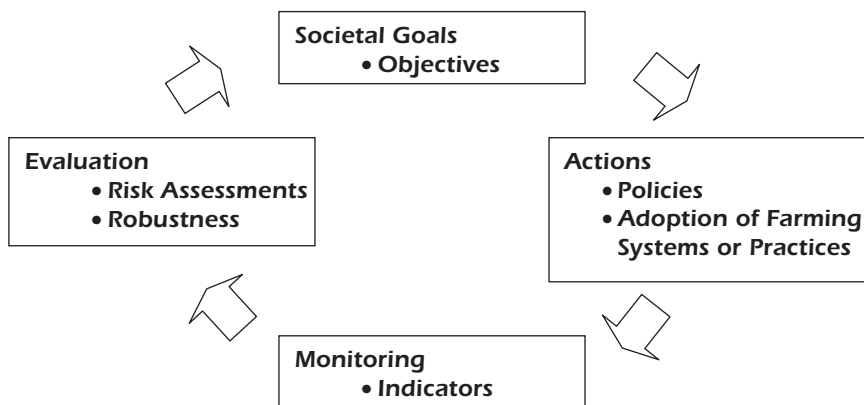 Societal Goals
• Objectives
Evaluation
• Risk Assessments
• Robustness
Actions
• Policies
• Adoption of Farming
Systems or Practices
Monitoring
• Indicators